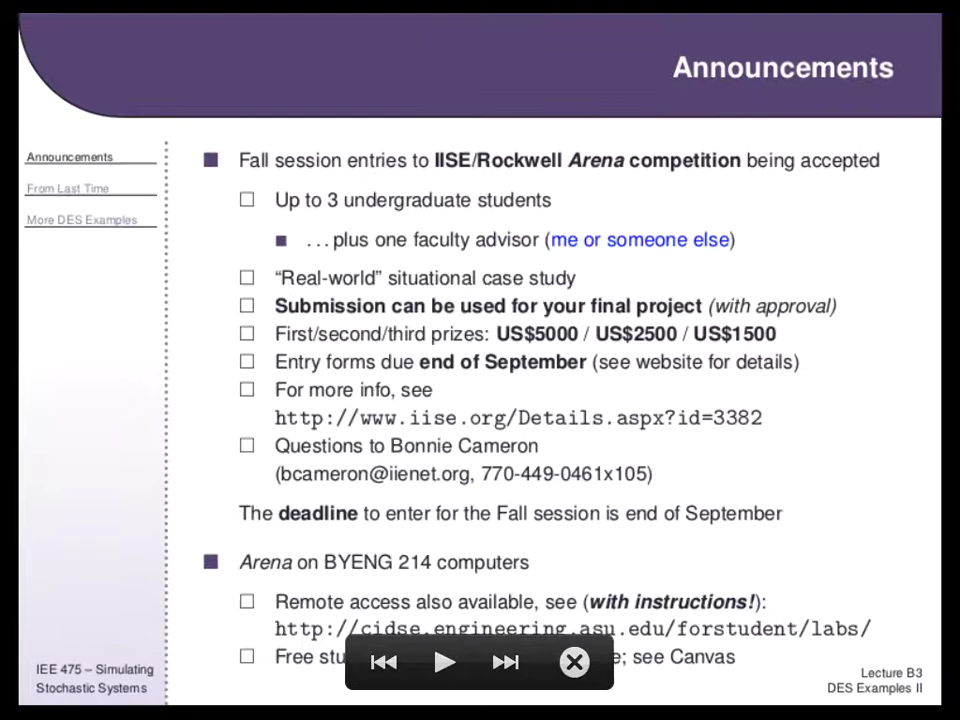 Announcements
Announcements
From Last Time
More DES Examples
Fall session entries to IISE/Rockwell Arena competition being accepted
Up to 3 undergraduate students
...plus one faculty advisor (me or someone else)
“Real-world” situational case study
Submission can be used for your final project (with approval)
First/second/third prizes: US$5000 / US$2500 / US$1500
Entry forms due end of September (see website for details)
For more info, see
http://www.iise.org/Details.aspx?id=3382
Questions to Bonnie Cameron
(bcameron@iienet.org, 770-449-0461x105)
The deadline to enter for the Fall session is end of September
Arena on BYENG 214 computers
Remote access also available, see (with instructions!):
http://cidse.engineering.asu.edu/forstudent/labs/
Free e; see Canvas
IEE 475 – Simulating
Stochastic Systems
Lecture B3
DES Examples II